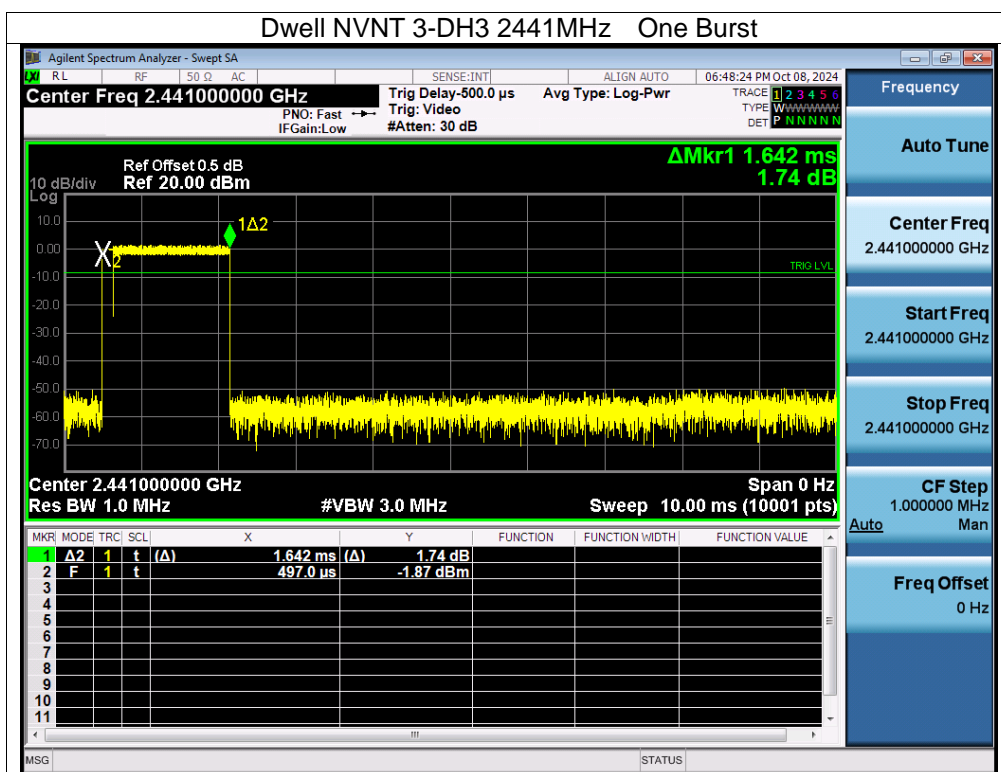 Dwell NVNT 3-DH3 2441MHz One Burst
Agilent Spectrum Analyzer - Swept SA
LXI RL RF 50 Ω AC SENSE:INT ALIGN AUTO 06:48:24 PM Oct 08, 2024
Center Freq 2.441000000 GHz
PNO: Fast
IFGain:Low
Trig Delay-500.0 µs
Trig: Video
#Atten: 30 dB
Avg Type: Log-Pwr
TRACE 1 2 3 4 5 6
TYPE WWWWWWW
DET P N N N N N
ΔMkr1 1.642 ms
1.74 dB
Ref Offset 0.5 dB
10 dB/div Ref 20.00 dBm
Log
10.0
0.00
-10.0
-20.0
-30.0
-40.0
-50.0
-60.0
-70.0
1Δ2
2
TRIG LVL
Center 2.441000000 GHz Span 0 Hz
Res BW 1.0 MHz #VBW 3.0 MHz Sweep 10.00 ms (10001 pts)
MKR MODE TRC SCL X Y FUNCTION FUNCTION WIDTH FUNCTION VALUE
1 Δ2 1 t (Δ) 1.642 ms (Δ) 1.74 dB
2 F 1 t 497.0 µs -1.87 dBm
3
4
5
6
7
8
9
10
11
MSG STATUS
Frequency
Auto Tune
Center Freq
2.441000000 GHz
Start Freq
2.441000000 GHz
Stop Freq
2.441000000 GHz
CF Step
1.000000 MHz
Auto Man
Freq Offset
0 Hz